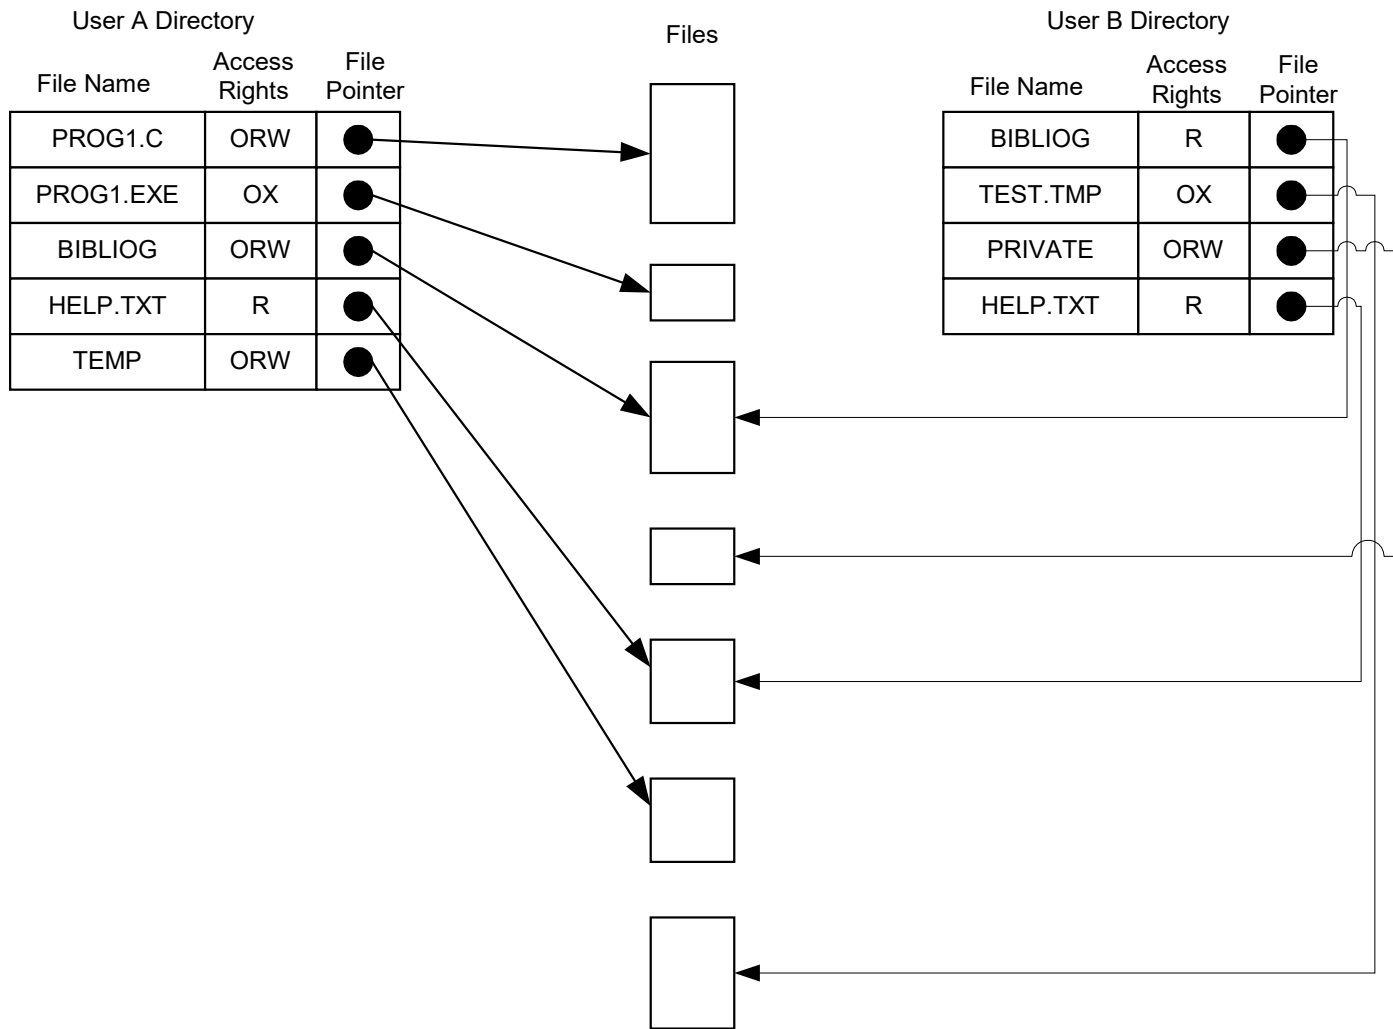 User A Directory
File Name Access Rights File Pointer
PROG1.C ORW
PROG1.EXE OX
BIBLIOG ORW
HELP.TXT R
TEMP ORW
Files
User B Directory
File Name Access Rights File Pointer
BIBLIOG R
TEST.TMP OX
PRIVATE ORW
HELP.TXT R